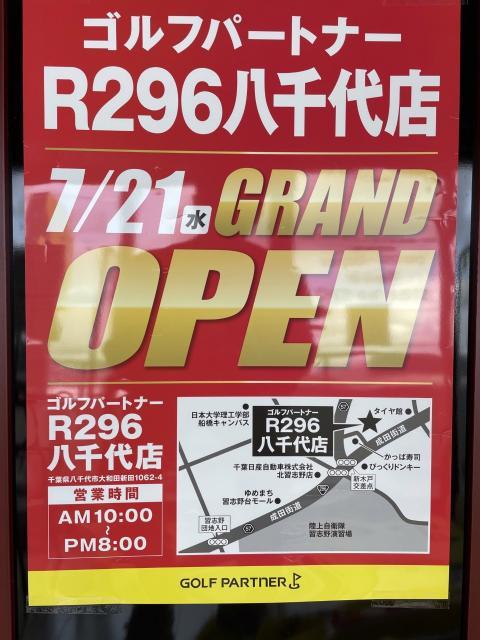 ゴルフパートナー
R296八千代店
7/21水 GRAND
OPEN
ゴルフパートナー
R296
八千代店
千葉県八千代市大和田新田1062-4
営業時間
AM10:00
～
PM8:00
日本大学理工学部
船橋キャンパス
ゴルフパートナー
R296
八千代店
57
タイヤ館
成田街道
かっぱ寿司
びっくりドンキー
千葉日産自動車株式会社
北習志野店
新木戸
交差点
ゆめまち
習志野台モール
成田街道
習志野
団地入口
57
陸上自衛隊
習志野演習場
GOLF PARTNER